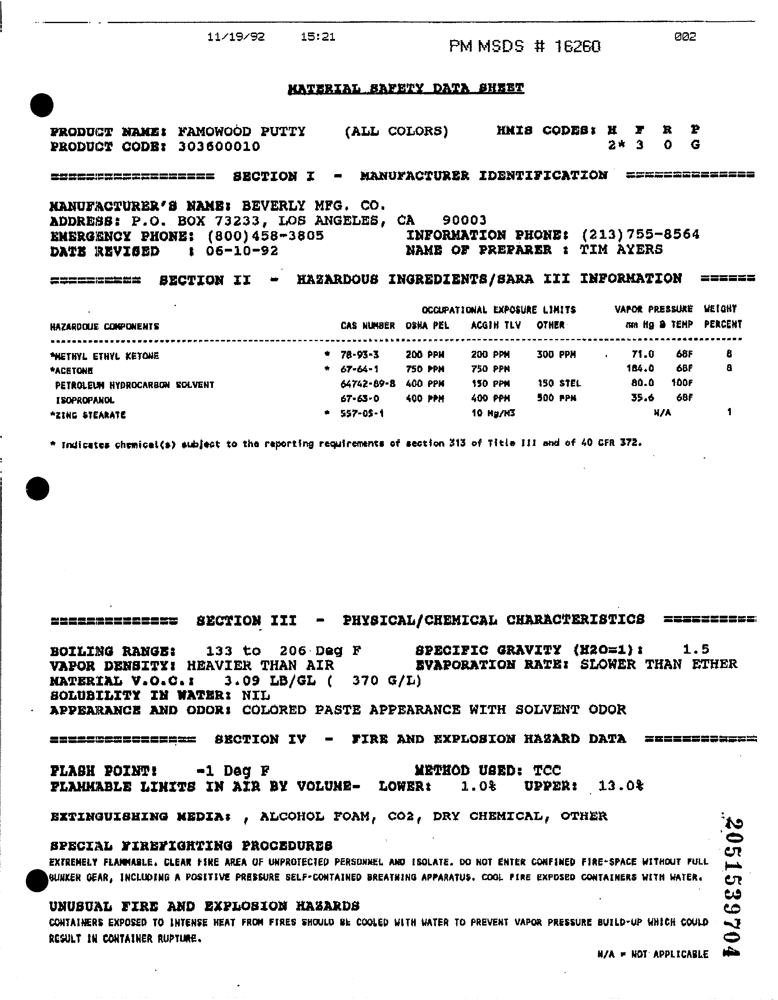 11/19/92 15:21 PM MSDS # 16260 002
MATERIAL SAFETY DATA SHEET
PRODUCT NAME: FAMOWOOD PUTTY (ALL COLORS) HMIS CODES: H F R P
PRODUCT CODE: 303600010 2* 3 0 G
================== SECTION I - MANUFACTURER IDENTIFICATION ==============
MANUFACTURER'S NAME: BEVERLY MFG. CO.
ADDRESS: P.O. BOX 73233, LOS ANGELES, CA 90003
EMERGENCY PHONE: (800)458-3805 INFORMATION PHONE: (213)755-8564
DATE REVISED : 06-10-92 NAME OF PREPARER : TIM AYERS
========== SECTION II - HAZARDOUS INGREDIENTS/SARA III INFORMATION ======
OCCUPATIONAL EXPOSURE LIMITS VAPOR PRESSURE WEIGHT
HAZARDOUS COMPONENTS CAS NUMBER OSHA PEL ACGIH TLV OTHER mm Hg @ TEMP PERCENT
*METHYL ETHYL KETONE * 78-93-3 200 PPM 200 PPM 300 PPM 71.0 68F 8
*ACETONE * 67-64-1 750 PPM 750 PPM 184.0 68F 8
PETROLEUM HYDROCARBON SOLVENT 64742-89-8 400 PPM 150 PPM 150 STEL 80.0 100F
ISOPROPANOL 67-63-0 400 PPM 400 PPM 500 PPM 35.6 68F
*ZINC STEARATE * 557-05-1 10 Mg/M3 N/A 1
* Indicates chemical(s) subject to the reporting requirements of section 313 of Title III and of 40 CFR 372.
============== SECTION III - PHYSICAL/CHEMICAL CHARACTERISTICS ==========
BOILING RANGE: 133 to 206 Deg F SPECIFIC GRAVITY (H2O=1): 1.5
VAPOR DENSITY: HEAVIER THAN AIR EVAPORATION RATE: SLOWER THAN ETHER
MATERIAL V.O.C.: 3.09 LB/GL ( 370 G/L)
SOLUBILITY IN WATER: NIL
APPEARANCE AND ODOR: COLORED PASTE APPEARANCE WITH SOLVENT ODOR
================ SECTION IV - FIRE AND EXPLOSION HAZARD DATA ============
FLASH POINT: -1 Deg F METHOD USED: TCC
FLAMMABLE LIMITS IN AIR BY VOLUME- LOWER: 1.0% UPPER: 13.0%
EXTINGUISHING MEDIA: , ALCOHOL FOAM, CO2, DRY CHEMICAL, OTHER
SPECIAL FIREFIGHTING PROCEDURES
EXTREMELY FLAMMABLE. CLEAR FIRE AREA OF UNPROTECTED PERSONNEL AND ISOLATE. DO NOT ENTER CONFINED FIRE-SPACE WITHOUT FULL
BUNKER GEAR, INCLUDING A POSITIVE PRESSURE SELF-CONTAINED BREATHING APPARATUS. COOL FIRE EXPOSED CONTAINERS WITH WATER.
UNUSUAL FIRE AND EXPLOSION HAZARDS
CONTAINERS EXPOSED TO INTENSE HEAT FROM FIRES SHOULD BE COOLED WITH WATER TO PREVENT VAPOR PRESSURE BUILD-UP WHICH COULD
RESULT IN CONTAINER RUPTURE.
N/A = NOT APPLICABLE
2051539704